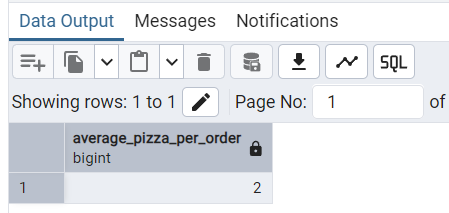 Data Output Messages Notifications
SQL
Showing rows: 1 to 1 Page No: 1 of
average_pizza_per_order
bigint
1 2